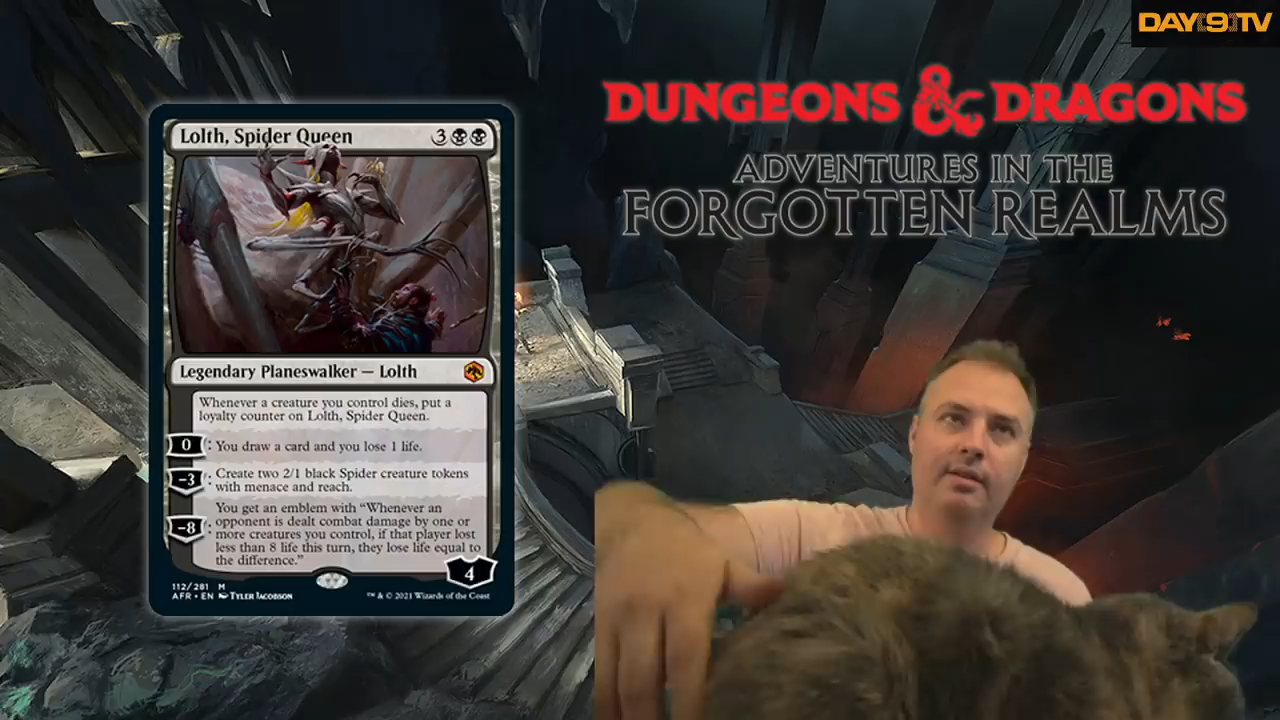 DAY[9]TV
DUNGEONS & DRAGONS
ADVENTURES IN THE
FORGOTTEN REALMS
Lolth, Spider Queen 3
Legendary Planeswalker — Lolth
Whenever a creature you control dies, put a
loyalty counter on Lolth, Spider Queen.
0 : You draw a card and you lose 1 life.
-3 : Create two 2/1 black Spider creature tokens
with menace and reach.
-8 : You get an emblem with “Whenever an
opponent is dealt combat damage by one or
more creatures you control, if that player lost
less than 8 life this turn, they lose life equal to
the difference.”
4
112/281 M
AFR • EN TYLER JACOBSON ™ & © 2021 Wizards of the Coast